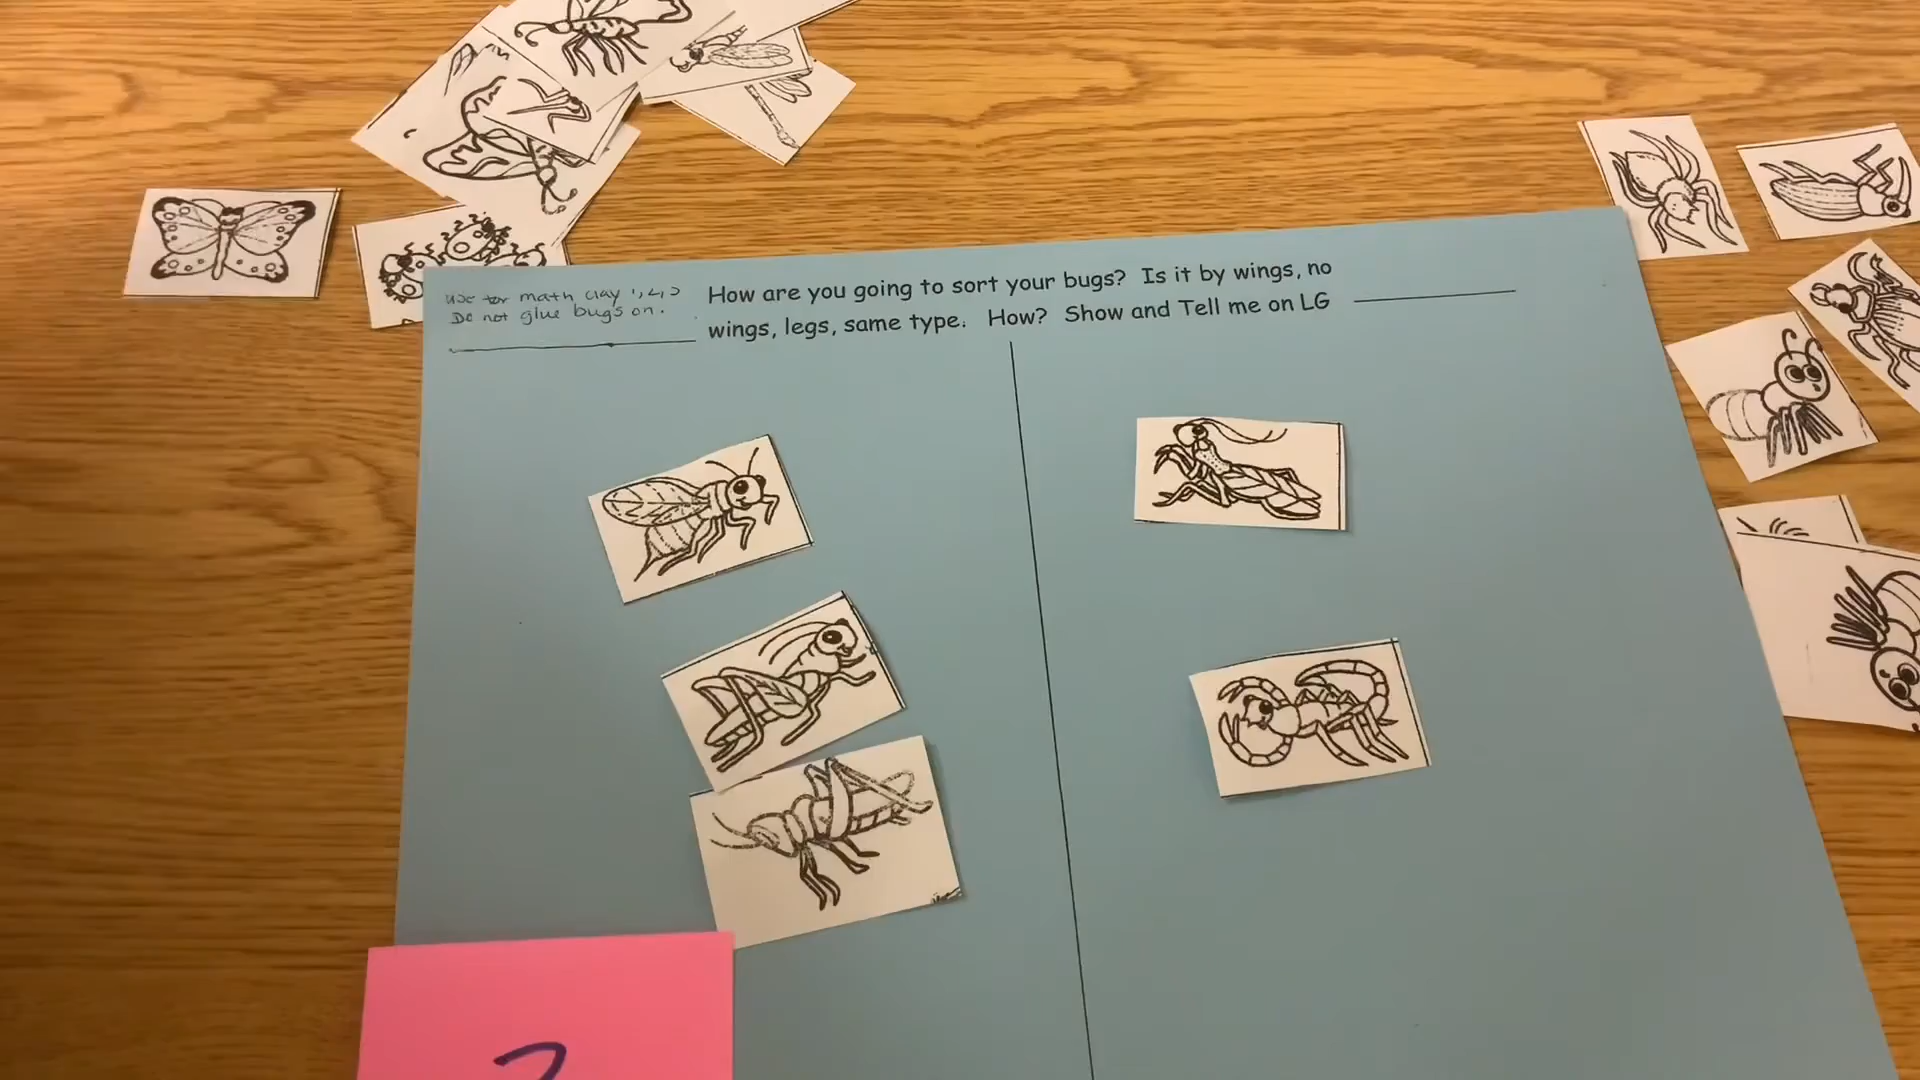 Use for math day 1, 2, 3
Do not glue bugs on.
How are you going to sort your bugs? Is it by wings, no
wings, legs, same type. How? Show and Tell me on LG